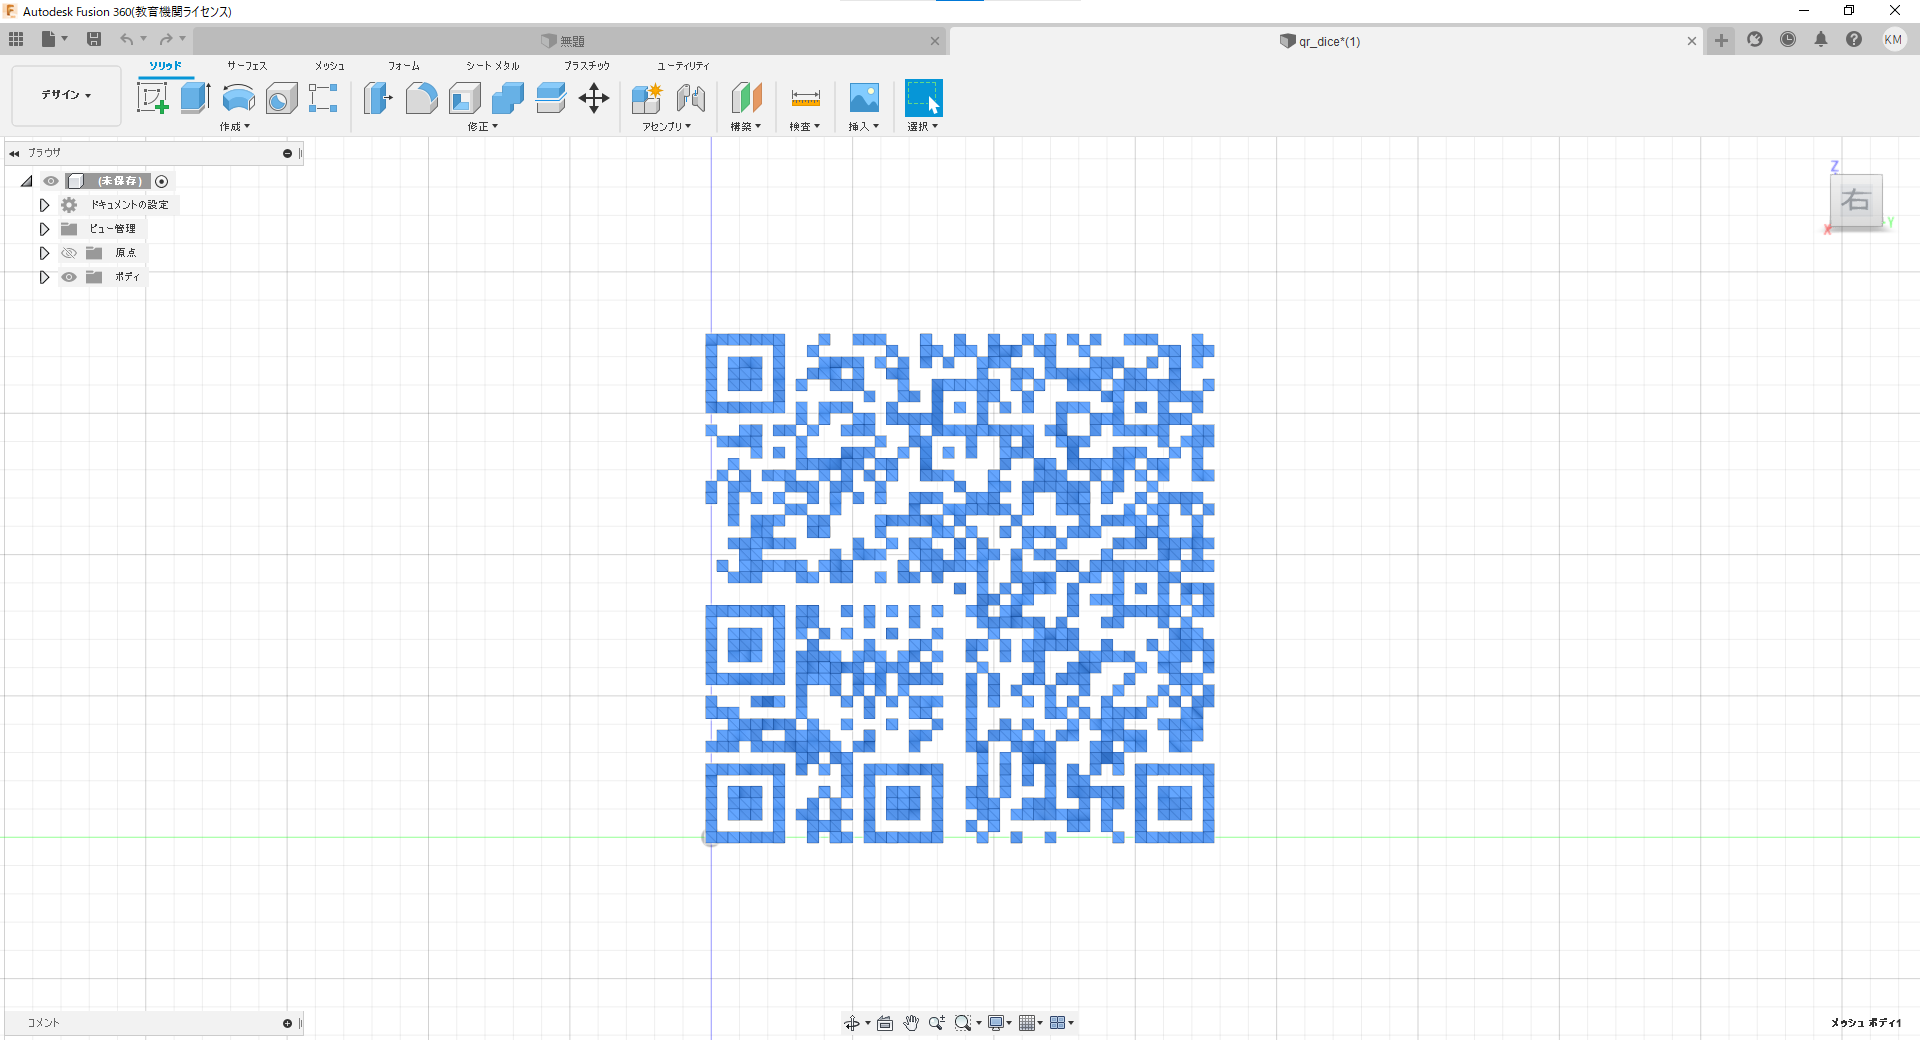 Autodesk Fusion 360(教育機関ライセンス)
無題
qr_dice*(1)
KM
デザイン
ソリッド
サーフェス
メッシュ
フォーム
シート メタル
プラスチック
ユーティリティ
作成
修正
アセンブリ
構築
検査
挿入
選択
ブラウザ
(未保存)
ドキュメントの設定
ビュー管理
原点
ボディ
Z
右
X
Y
コメント
メッシュ ボディ1